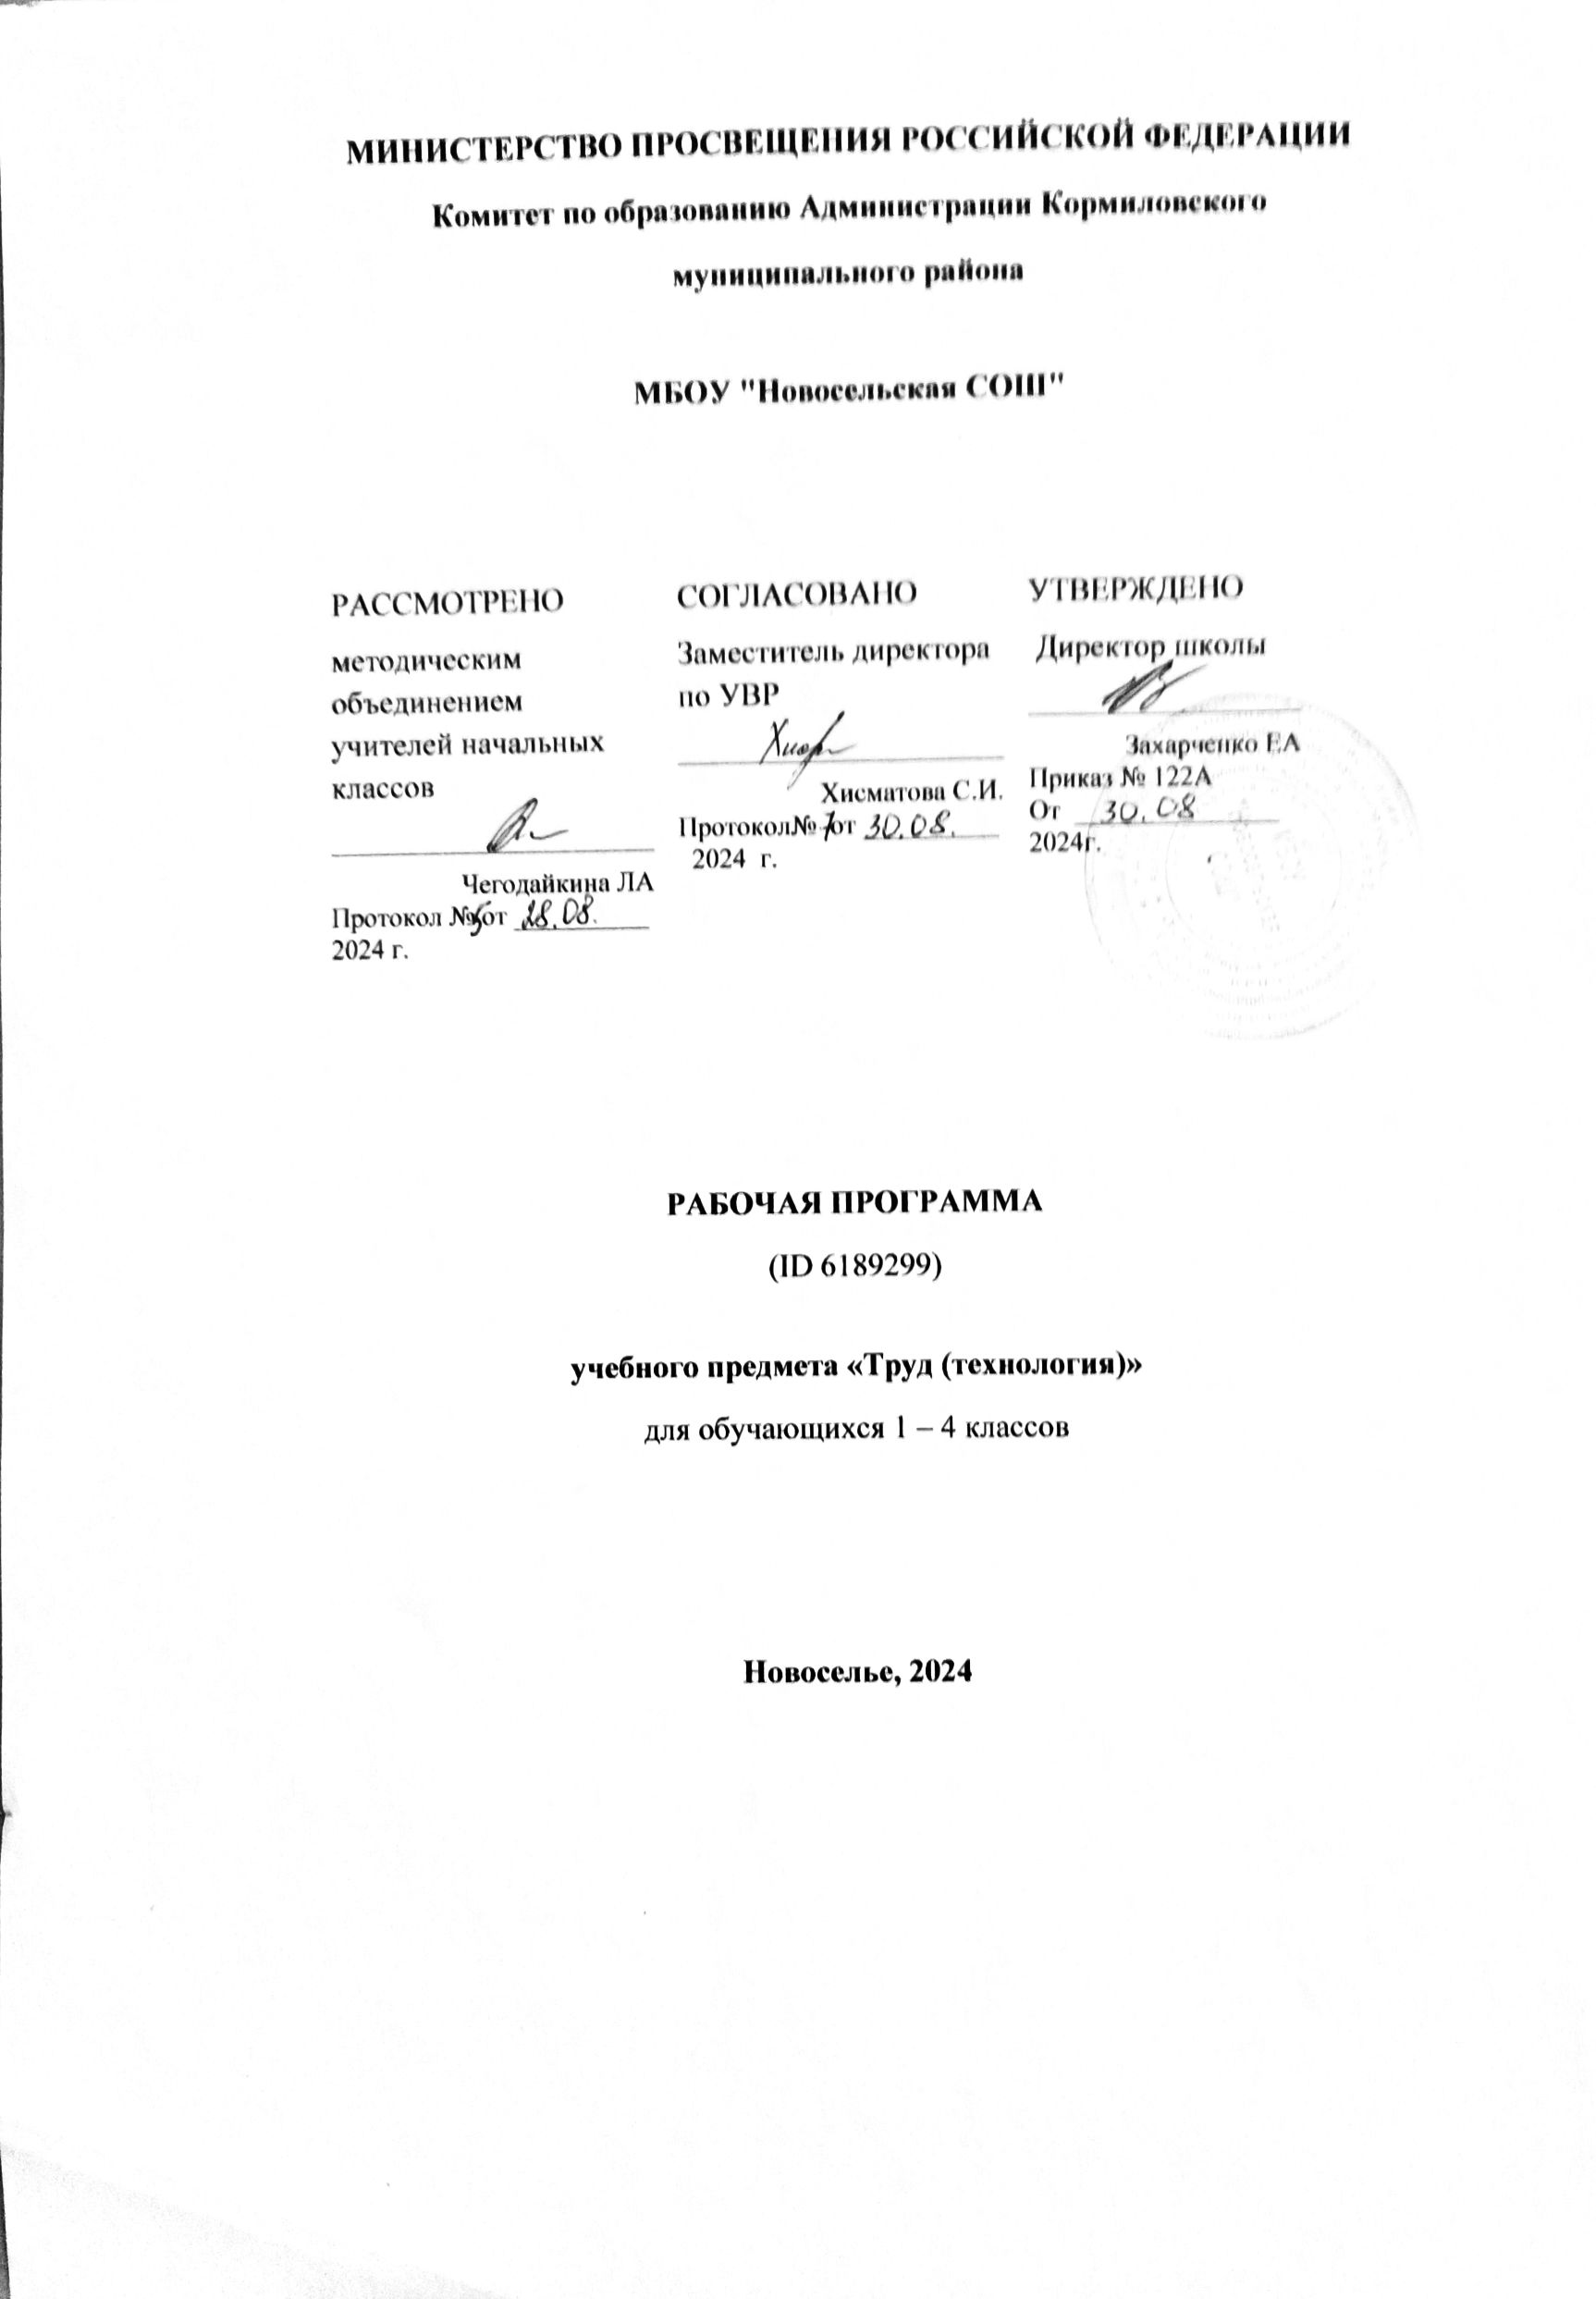 МИНИСТЕРСТВО ПРОСВЕЩЕНИЯ РОССИЙСКОЙ ФЕДЕРАЦИИ
Комитет по образованию Администрации Кормиловского
муниципального района
МБОУ "Новосельская СОШ"
РАССМОТРЕНО
методическим
объединением
учителей начальных
классов
Чегодайкина ЛА
Протокол №5 от 28.08.
2024 г.
СОГЛАСОВАНО
Заместитель директора
по УВР
Хисматова С.И.
Протокол№ от 30.08.
2024 г.
УТВЕРЖДЕНО
Директор школы
Захарченко ЕА
Приказ № 122А
От 30.08
2024г.
РАБОЧАЯ ПРОГРАММА
(ID 6189299)
учебного предмета «Труд (технология)»
для обучающихся 1 – 4 классов
Новоселье, 2024